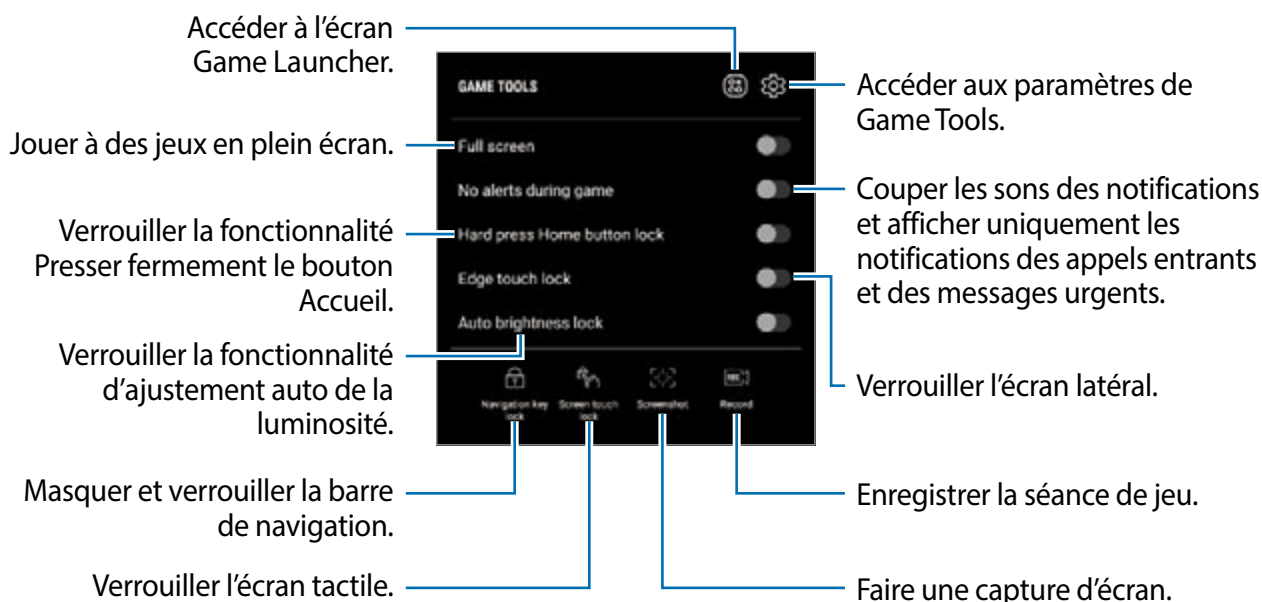 Accéder à l’écran
Game Launcher.
GAME TOOLS
Accéder aux paramètres de
Game Tools.
Jouer à des jeux en plein écran.
Full screen
No alerts during game
Couper les sons des notifications
et afficher uniquement les
notifications des appels entrants
et des messages urgents.
Verrouiller la fonctionnalité
Presser fermement le bouton
Accueil.
Hard press Home button lock
Edge touch lock
Auto brightness lock
Verrouiller la fonctionnalité
d’ajustement auto de la
luminosité.
Verrouiller l’écran latéral.
Navigation key
lock
Screen touch
lock
Screenshot
REC
Record
Masquer et verrouiller la barre
de navigation.
Enregistrer la séance de jeu.
Verrouiller l’écran tactile.
Faire une capture d’écran.